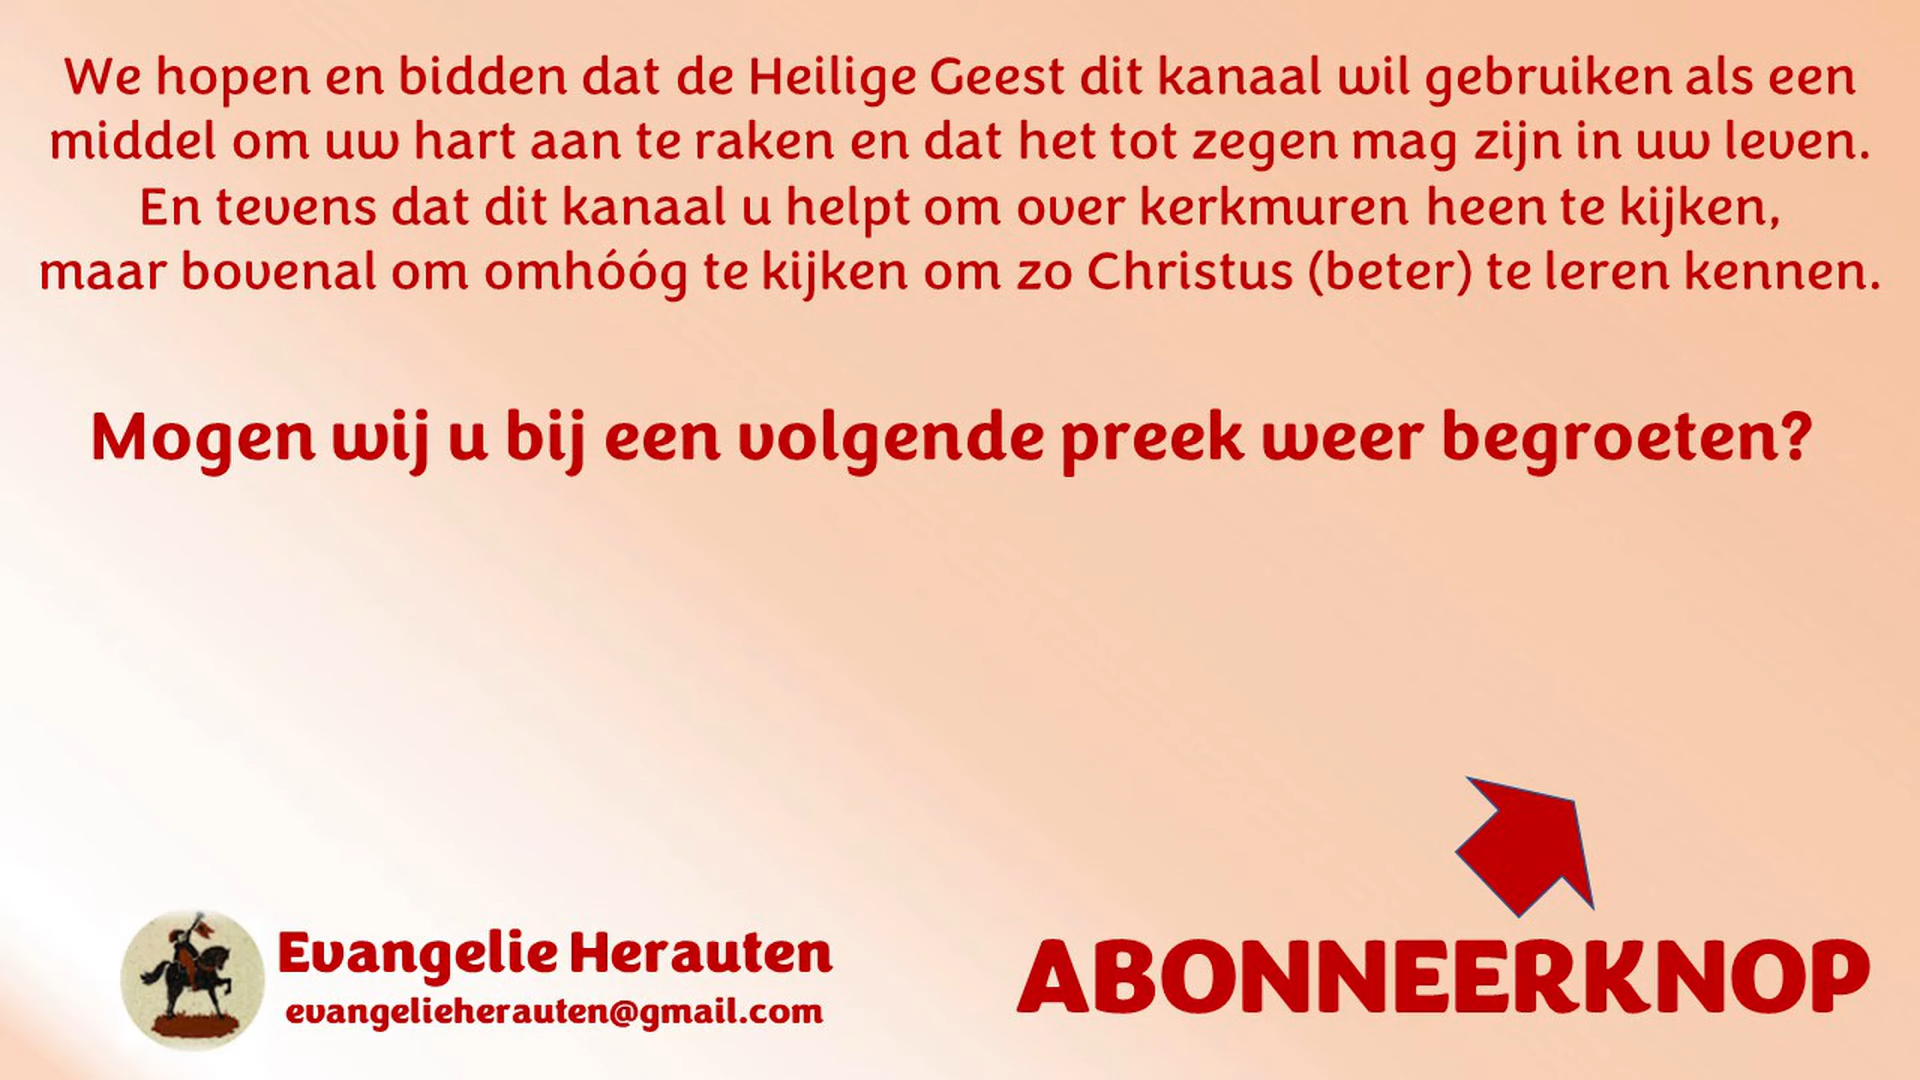 We hopen en bidden dat de Heilige Geest dit kanaal wil gebruiken als een
middel om uw hart aan te raken en dat het tot zegen mag zijn in uw leven.
En tevens dat dit kanaal u helpt om over kerkmuren heen te kijken,
maar bovenal om omhóóg te kijken om zo Christus (beter) te leren kennen.
Mogen wij u bij een volgende preek weer begroeten?
Evangelie Herauten
evangelieherauten@gmail.com
ABONNEERKNOP